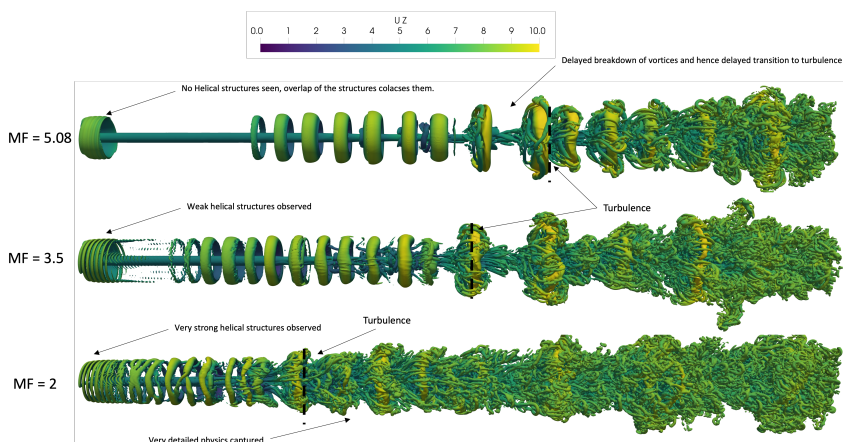 U Z
0.0 1 2 3 4 5 6 7 8 9 10.0
Delayed breakdown of vortices and hence delayed transition to turbulence
No Helical structures seen, overlap of the structures colacses them.
MF = 5.08
Weak helical structures observed
Turbulence
MF = 3.5
Very strong helical structures observed
Turbulence
MF = 2
Very detailed physics captured